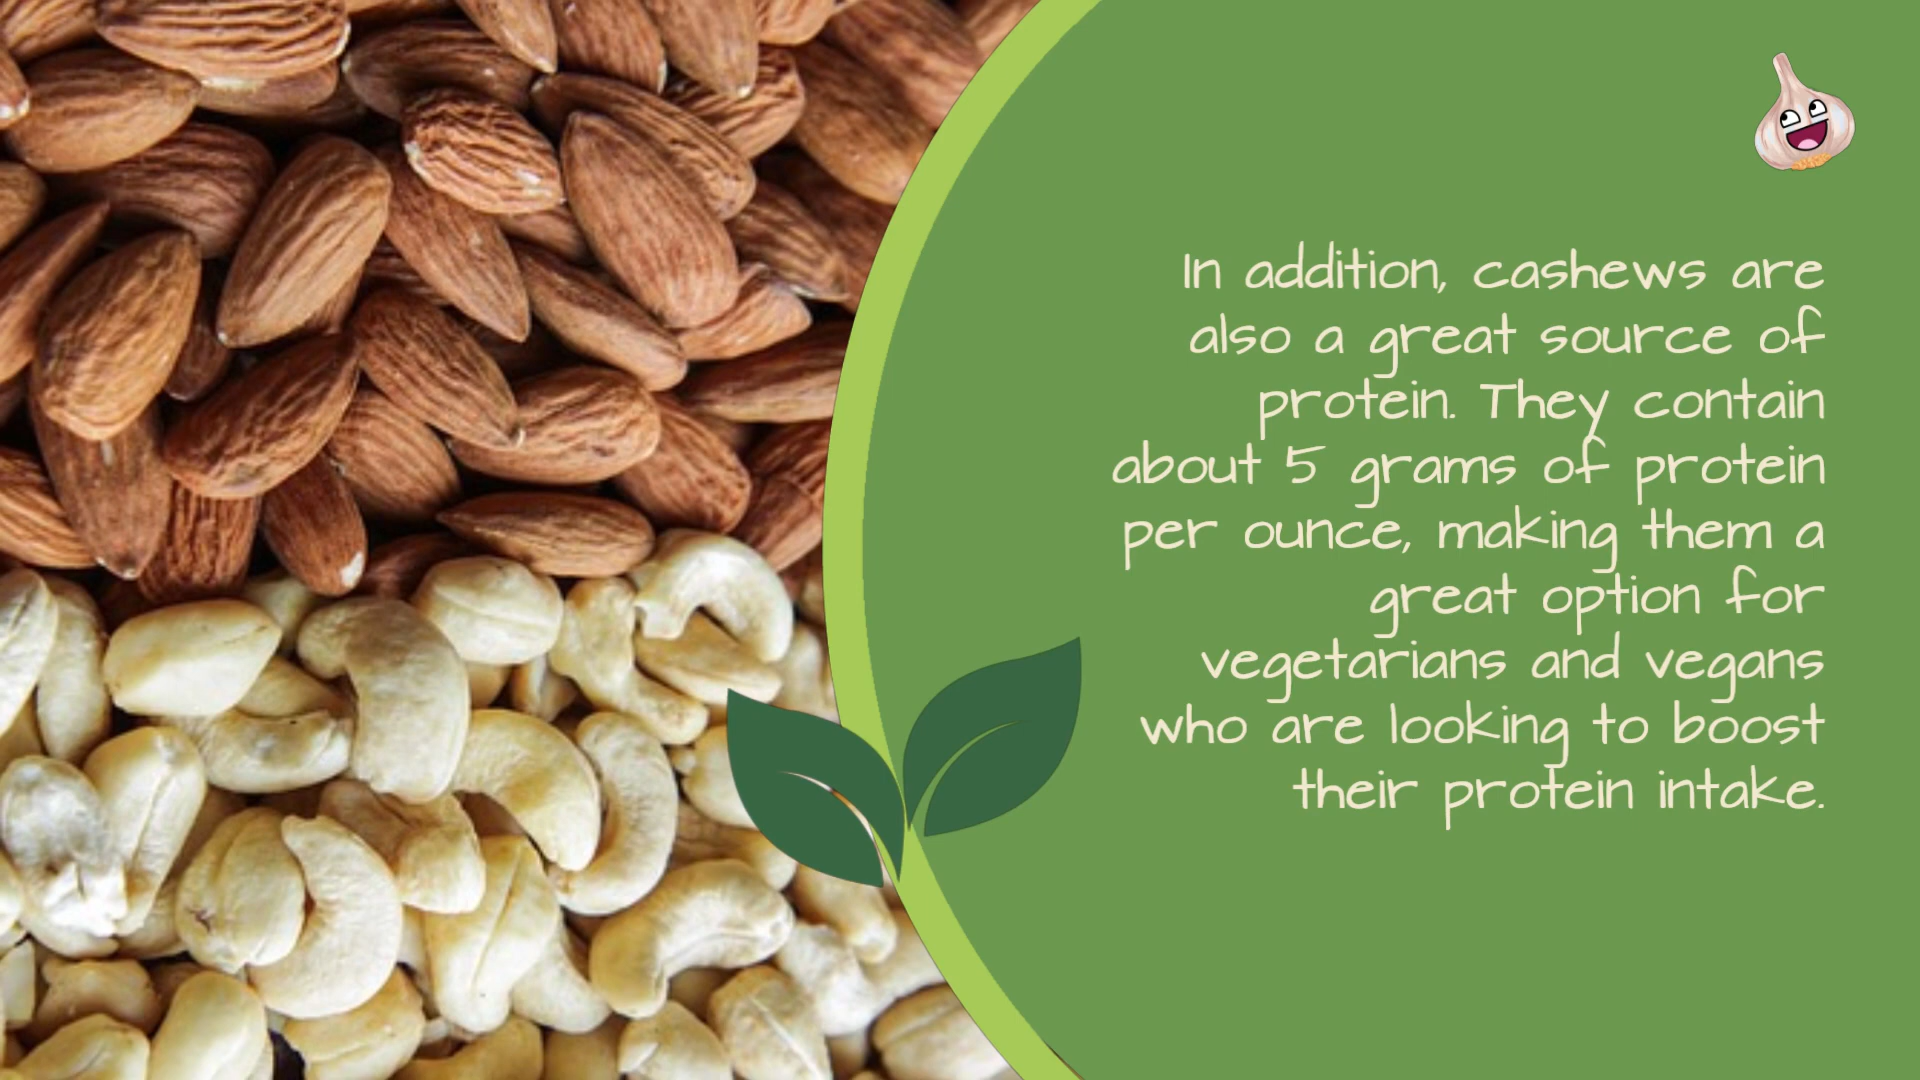 In addition, cashews are
also a great source of
protein. They contain
about 5 grams of protein
per ounce, making them a
great option for
vegetarians and vegans
who are looking to boost
their protein intake.